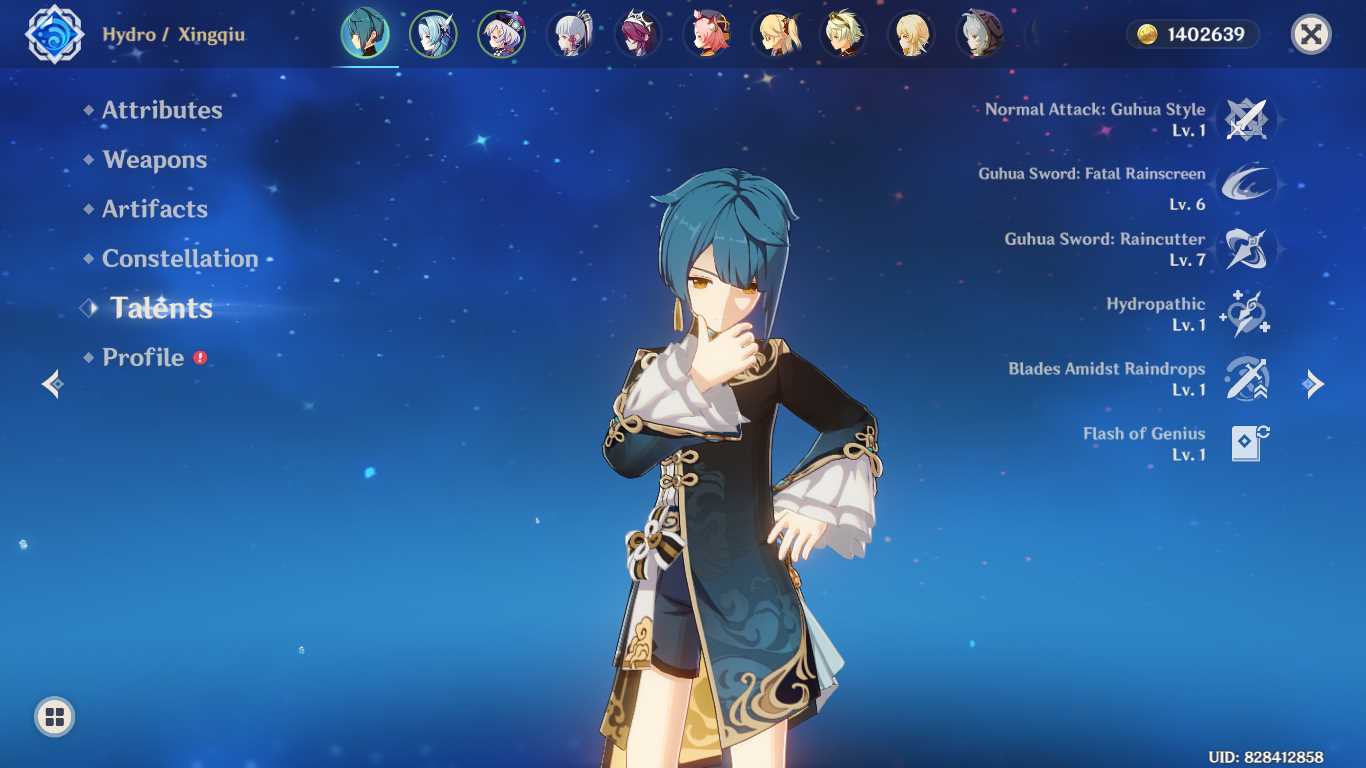 Hydro / Xingqiu
1402639
Attributes
Weapons
Artifacts
Constellation
Talents
Profile
Normal Attack: Guhua Style
Lv. 1
Guhua Sword: Fatal Rainscreen
Lv. 6
Guhua Sword: Raincutter
Lv. 7
Hydropathic
Lv. 1
Blades Amidst Raindrops
Lv. 1
Flash of Genius
Lv. 1
UID: 828412858